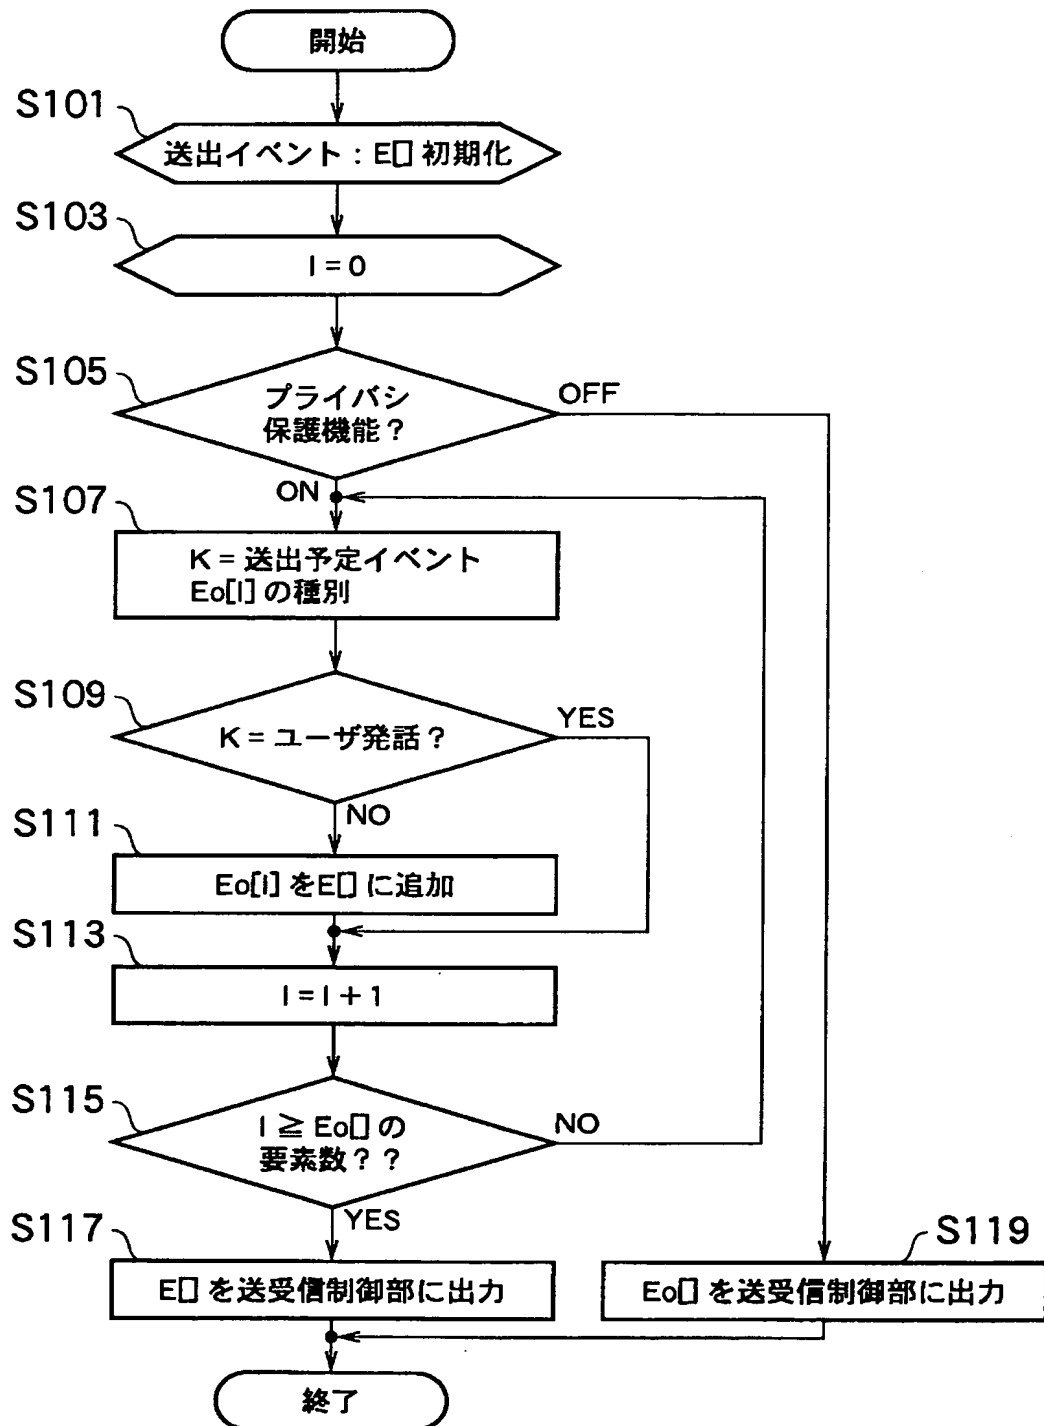 開始
S101
送出イベント：E[] 初期化
S103
I = 0
S105
プライバシ
保護機能？
OFF
ON
S107
K = 送出予定イベント
Eo[I] の種別
S109
K = ユーザ発話？
YES
NO
S111
Eo[I] をE[] に追加
S113
I = I + 1
S115
I ≧ Eo[] の
要素数？？
NO
YES
S117
E[] を送受信制御部に出力
S119
Eo[] を送受信制御部に出力
終了